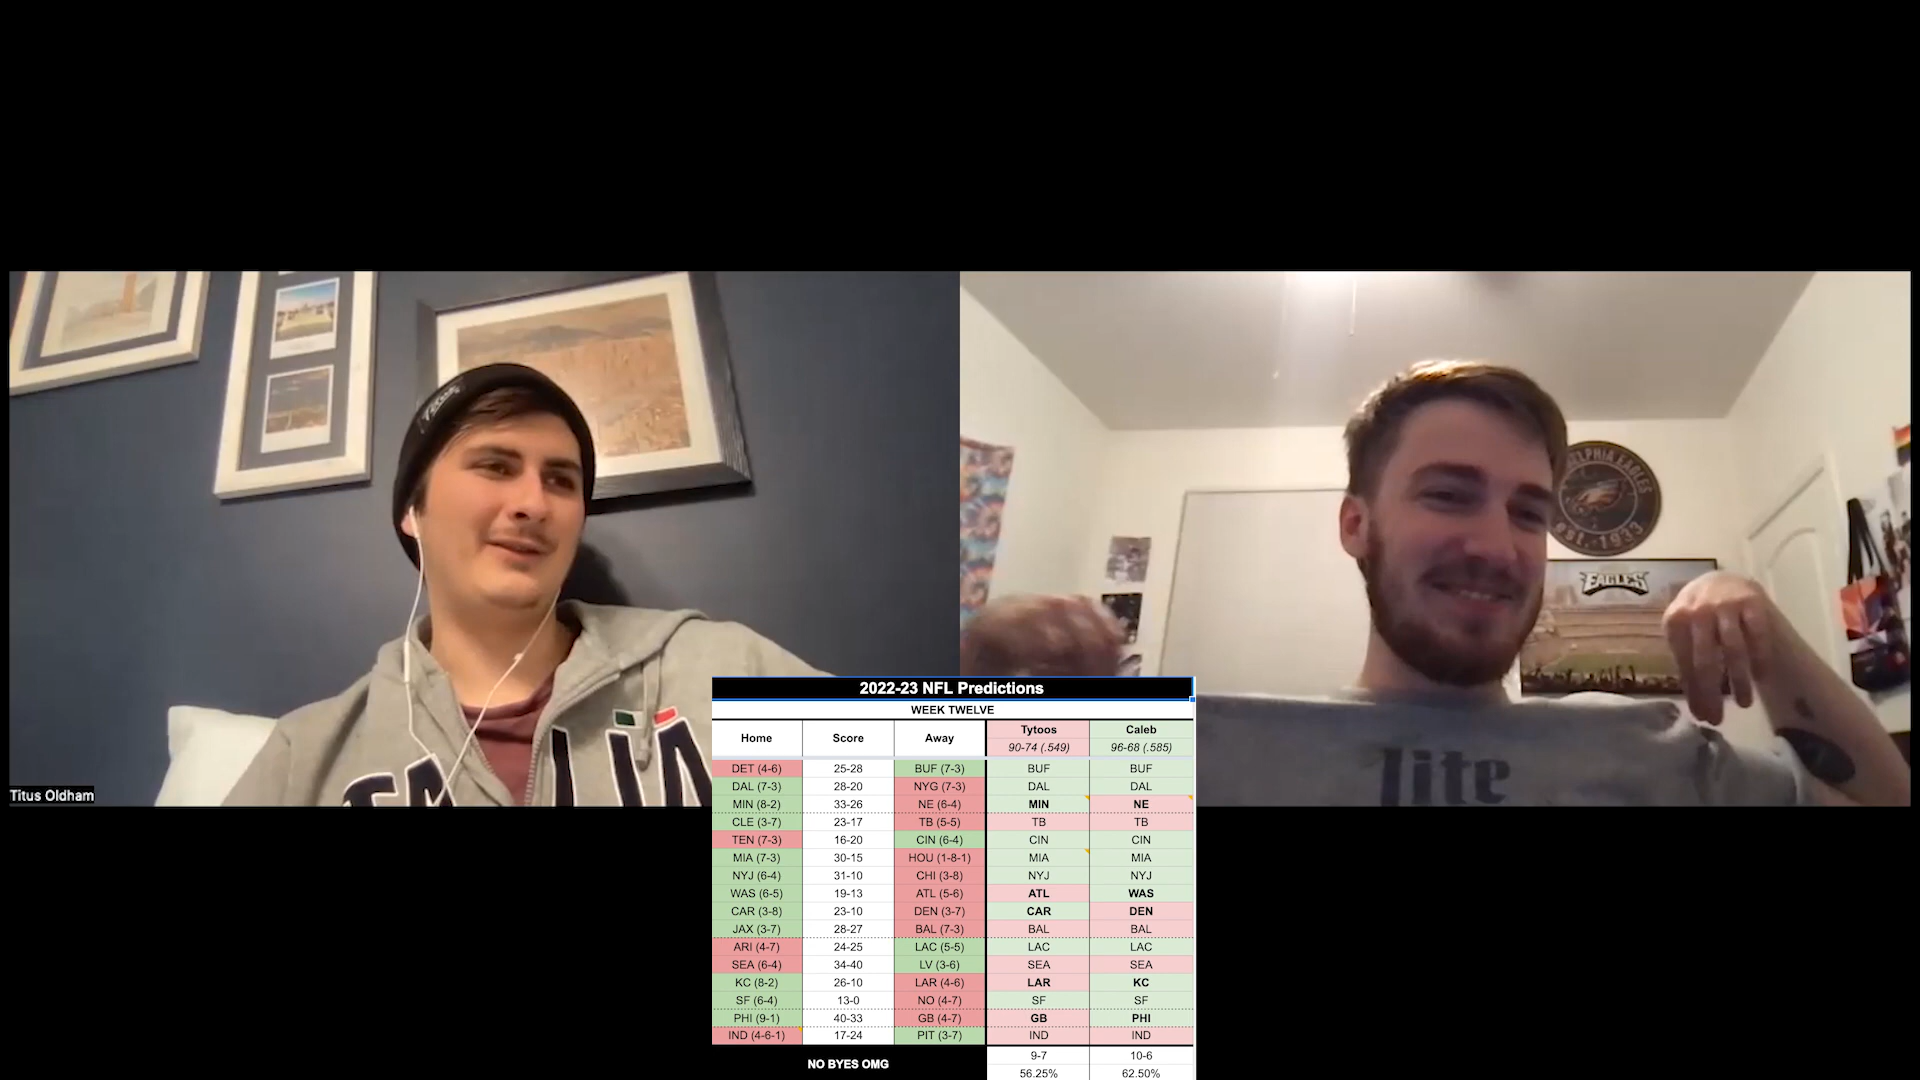 Titans
ITALIA
Titus Oldham
PHILADELPHIA EAGLES
est. 1933
EAGLES
lite
2022-23 NFL Predictions
WEEK TWELVE
Home Score Away Tytoos Caleb
90-74 (.549) 96-68 (.585)
DET (4-6) 25-28 BUF (7-3) BUF BUF
DAL (7-3) 28-20 NYG (7-3) DAL DAL
MIN (8-2) 33-26 NE (6-4) MIN NE
CLE (3-7) 23-17 TB (5-5) TB TB
TEN (7-3) 16-20 CIN (6-4) CIN CIN
MIA (7-3) 30-15 HOU (1-8-1) MIA MIA
NYJ (6-4) 31-10 CHI (3-8) NYJ NYJ
WAS (6-5) 19-13 ATL (5-6) ATL WAS
CAR (3-8) 23-10 DEN (3-7) CAR DEN
JAX (3-7) 28-27 BAL (7-3) BAL BAL
ARI (4-7) 24-25 LAC (5-5) LAC LAC
SEA (6-4) 34-40 LV (3-6) SEA SEA
KC (8-2) 26-10 LAR (4-6) LAR KC
SF (6-4) 13-0 NO (4-7) SF SF
PHI (9-1) 40-33 GB (4-7) GB PHI
IND (4-6-1) 17-24 PIT (3-7) IND IND
NO BYES OMG
9-7 10-6
56.25% 62.50%